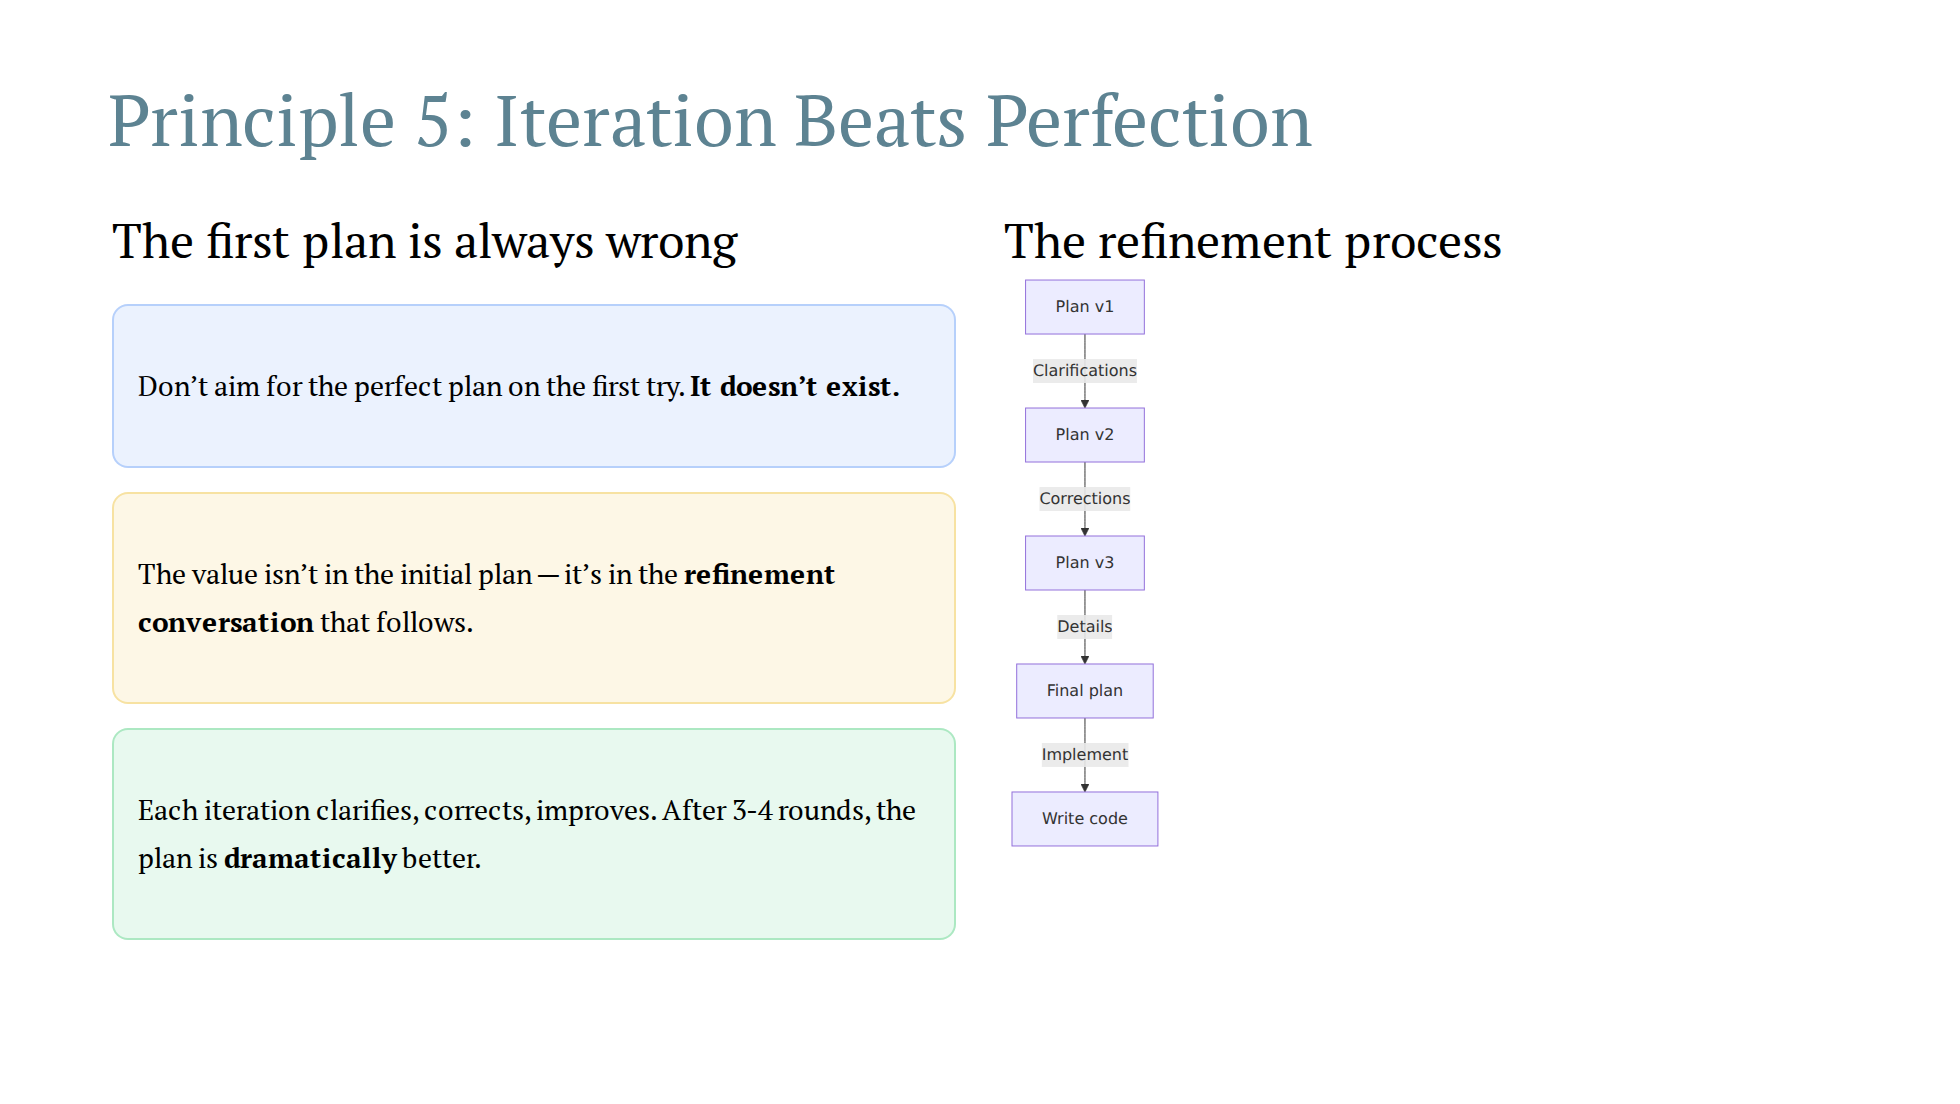 Principle 5: Iteration Beats Perfection
The first plan is always wrong
Don’t aim for the perfect plan on the first try. It doesn’t exist.
The value isn’t in the initial plan — it’s in the refinement
conversation that follows.
Each iteration clarifies, corrects, improves. After 3-4 rounds, the
plan is dramatically better.
The refinement process
Plan v1
Clarifications
Plan v2
Corrections
Plan v3
Details
Final plan
Implement
Write code